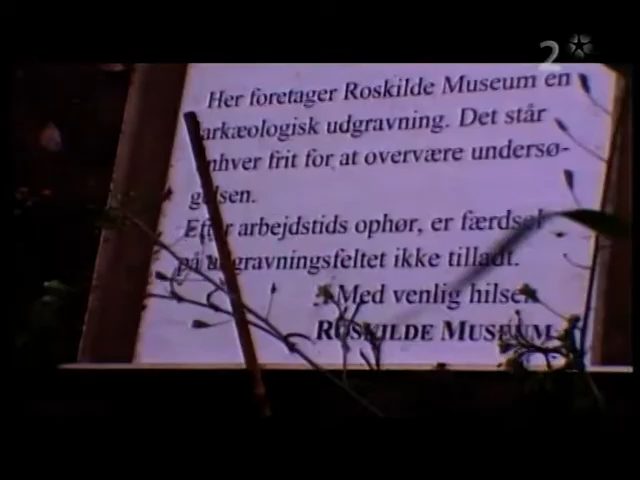 2
Her foretager Roskilde Museum en
arkæologisk udgravning. Det står
enhver frit for at overvære undersø-
gelsen.
Efter arbejdstids ophør, er færdsel
på udgravningsfeltet ikke tilladt.
Med venlig hilsen
ROSKILDE MUSEUM